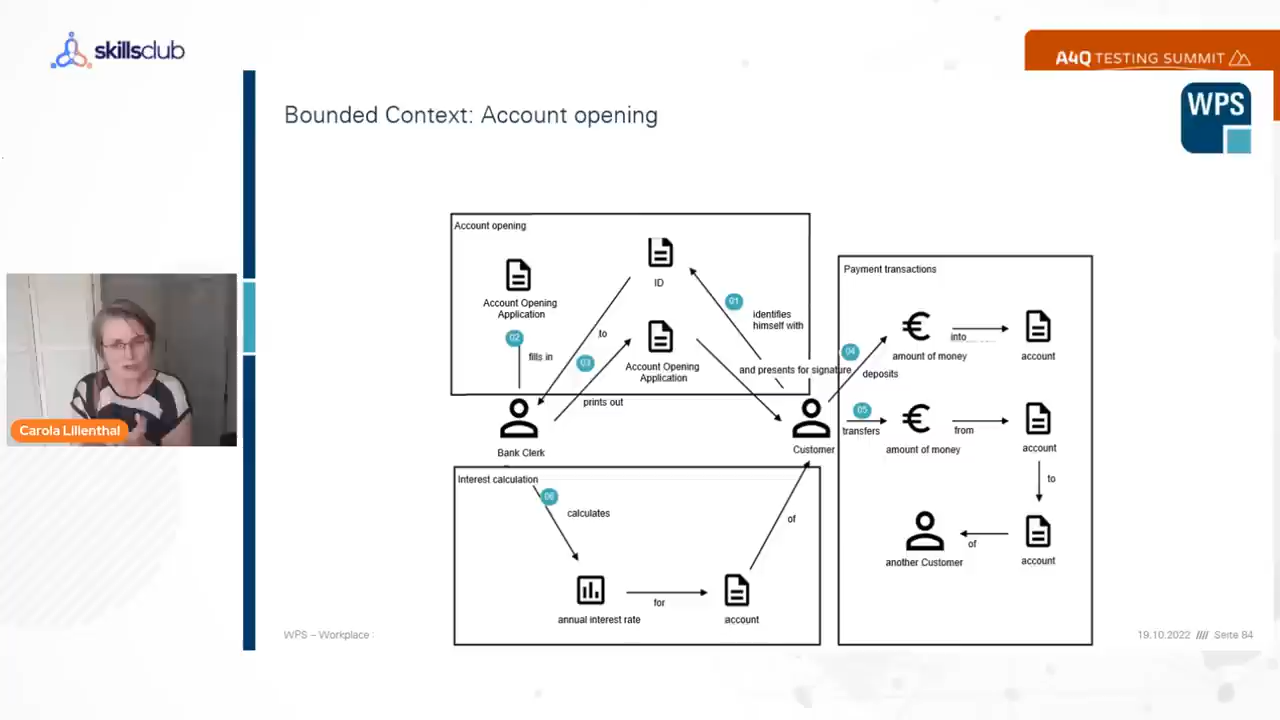 skillsclub
A4Q TESTING SUMMIT
WPS
Bounded Context: Account opening
Account opening
ID
Account Opening
Application
01
identifies
himself with
02
fills in
to
03
Account Opening
Application
and presents for signature
prints out
Bank Clerk
Customer
Payment transactions
04
deposits
amount of money
into
account
05
transfers
amount of money
from
account
to
account
of
another Customer
Interest calculation
06
calculates
annual interest rate
for
account
of
Carola Lilienthal
WPS – Workplace
19.10.2022 //// Seite 84